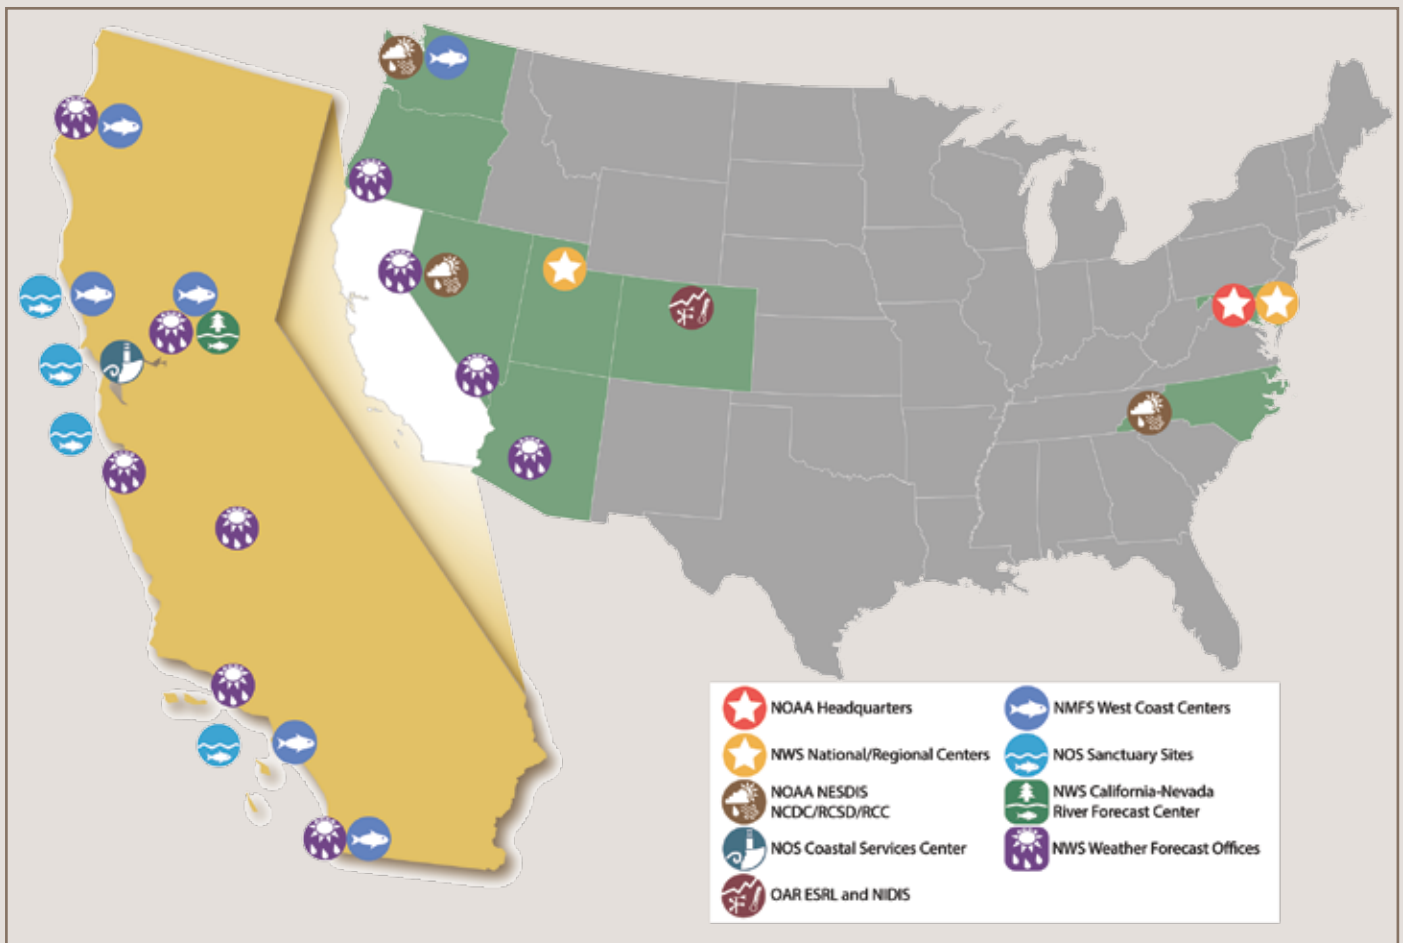 NOAA Headquarters
NWS National/Regional Centers
NOAA NESDIS
NCDC/RCSD/RCC
NOS Coastal Services Center
OAR ESRL and NIDIS
NMFS West Coast Centers
NOS Sanctuary Sites
NWS California-Nevada
River Forecast Center
NWS Weather Forecast Offices